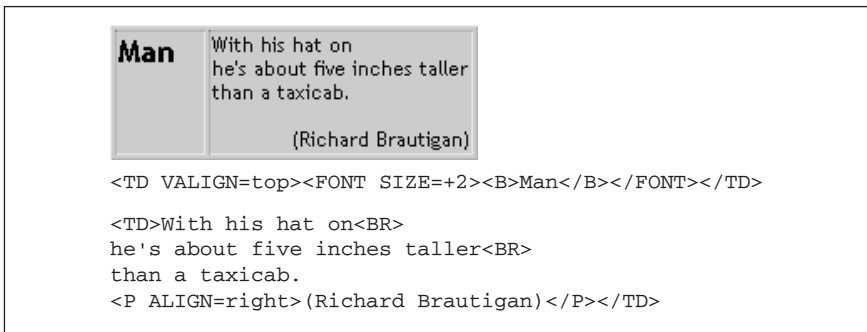 Man
With his hat on
he's about five inches taller
than a taxicab.
(Richard Brautigan)
<TD VALIGN=top><FONT SIZE=+2><B>Man</B></FONT></TD>
<TD>With his hat on<BR>
he's about five inches taller<BR>
than a taxicab.
<P ALIGN=right>(Richard Brautigan)</P></TD>